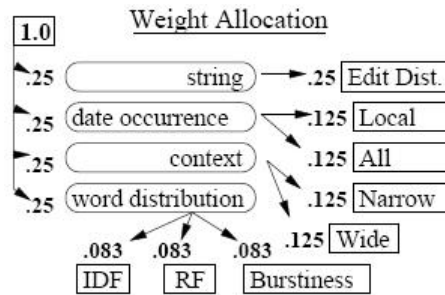 Weight Allocation
1.0
.25 string .25 Edit Dist.
.25 date occurrence .125 Local
.25 context .125 All
.25 word distribution .125 Narrow
.083 .083 .083 .125 Wide
IDF RF Burstiness